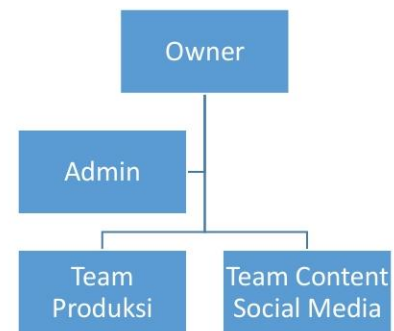 Owner
Admin
Team
Produksi
Team Content
Social Media